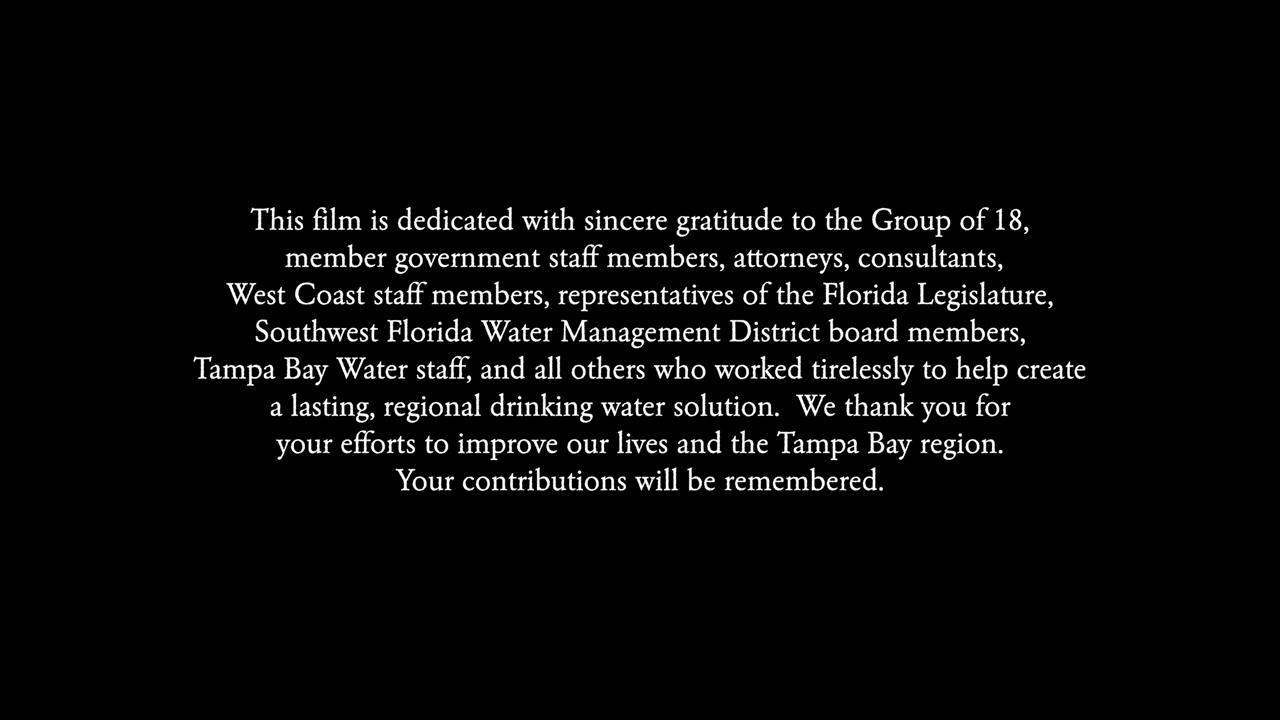 This film is dedicated with sincere gratitude to the Group of 18,
member government staff members, attorneys, consultants,
West Coast staff members, representatives of the Florida Legislature,
Southwest Florida Water Management District board members,
Tampa Bay Water staff, and all others who worked tirelessly to help create
a lasting, regional drinking water solution.  We thank you for
your efforts to improve our lives and the Tampa Bay region.
Your contributions will be remembered.